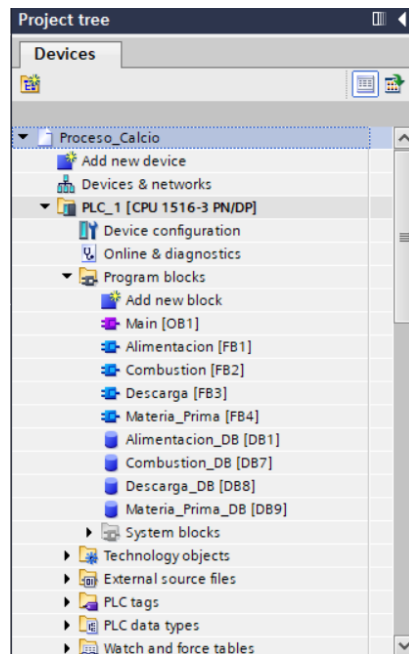 Project tree
Devices
Proceso_Calcio
Add new device
Devices & networks
PLC_1 [CPU 1516-3 PN/DP]
Device configuration
Online & diagnostics
Program blocks
Add new block
Main [OB1]
Alimentacion [FB1]
Combustion [FB2]
Descarga [FB3]
Materia_Prima [FB4]
Alimentacion_DB [DB1]
Combustion_DB [DB7]
Descarga_DB [DB8]
Materia_Prima_DB [DB9]
System blocks
Technology objects
External source files
PLC tags
PLC data types
Watch and force tables